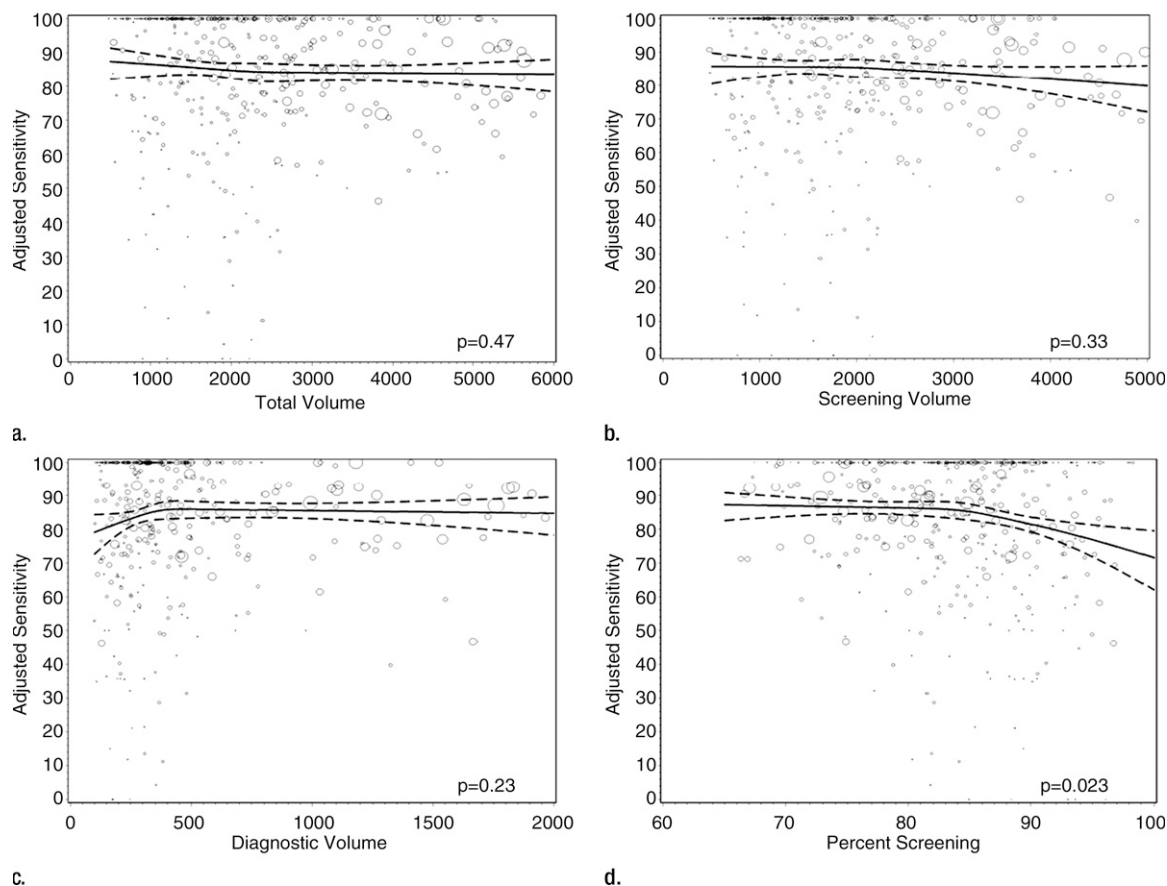 100
90
80
70
60
50
40
30
20
10
0
Adjusted Sensitivity
p=0.47
0 1000 2000 3000 4000 5000 6000
Total Volume
a.
100
90
80
70
60
50
40
30
20
10
0
Adjusted Sensitivity
p=0.33
0 1000 2000 3000 4000 5000
Screening Volume
b.
100
90
80
70
60
50
40
30
20
10
0
Adjusted Sensitivity
p=0.23
0 500 1000 1500 2000
Diagnostic Volume
c.
100
90
80
70
60
50
40
30
20
10
0
Adjusted Sensitivity
p=0.023
60 70 80 90 100
Percent Screening
d.